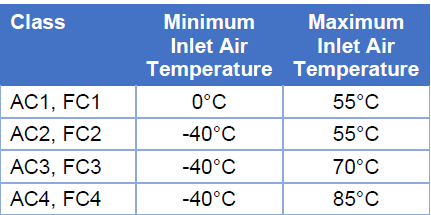 Class Minimum Inlet Air Temperature Maximum Inlet Air Temperature
AC1, FC1 0°C 55°C
AC2, FC2 -40°C 55°C
AC3, FC3 -40°C 70°C
AC4, FC4 -40°C 85°C